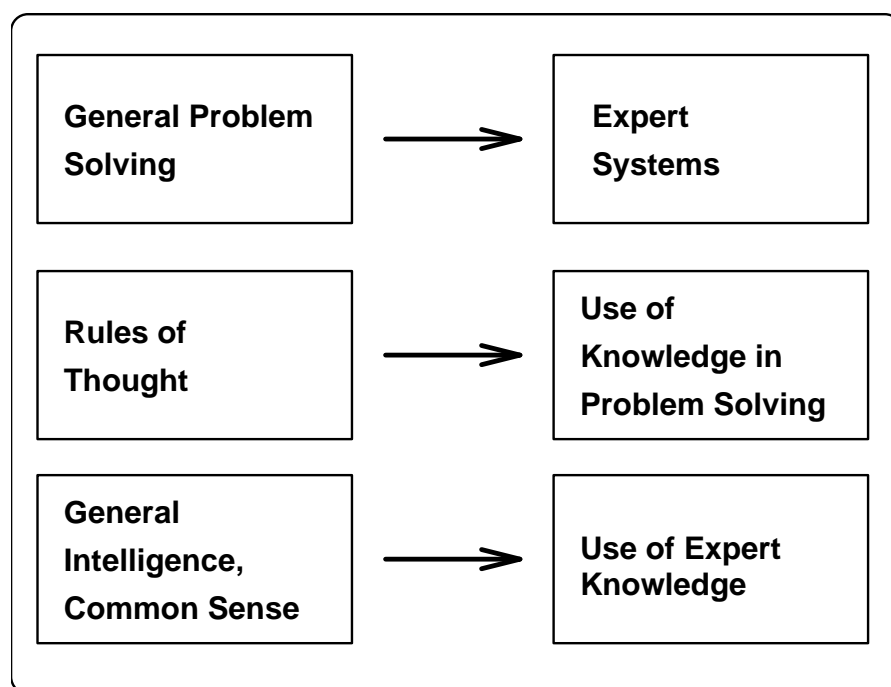 General Problem
Solving
Expert
Systems
Rules of
Thought
Use of
Knowledge in
Problem Solving
General
Intelligence,
Common Sense
Use of Expert
Knowledge